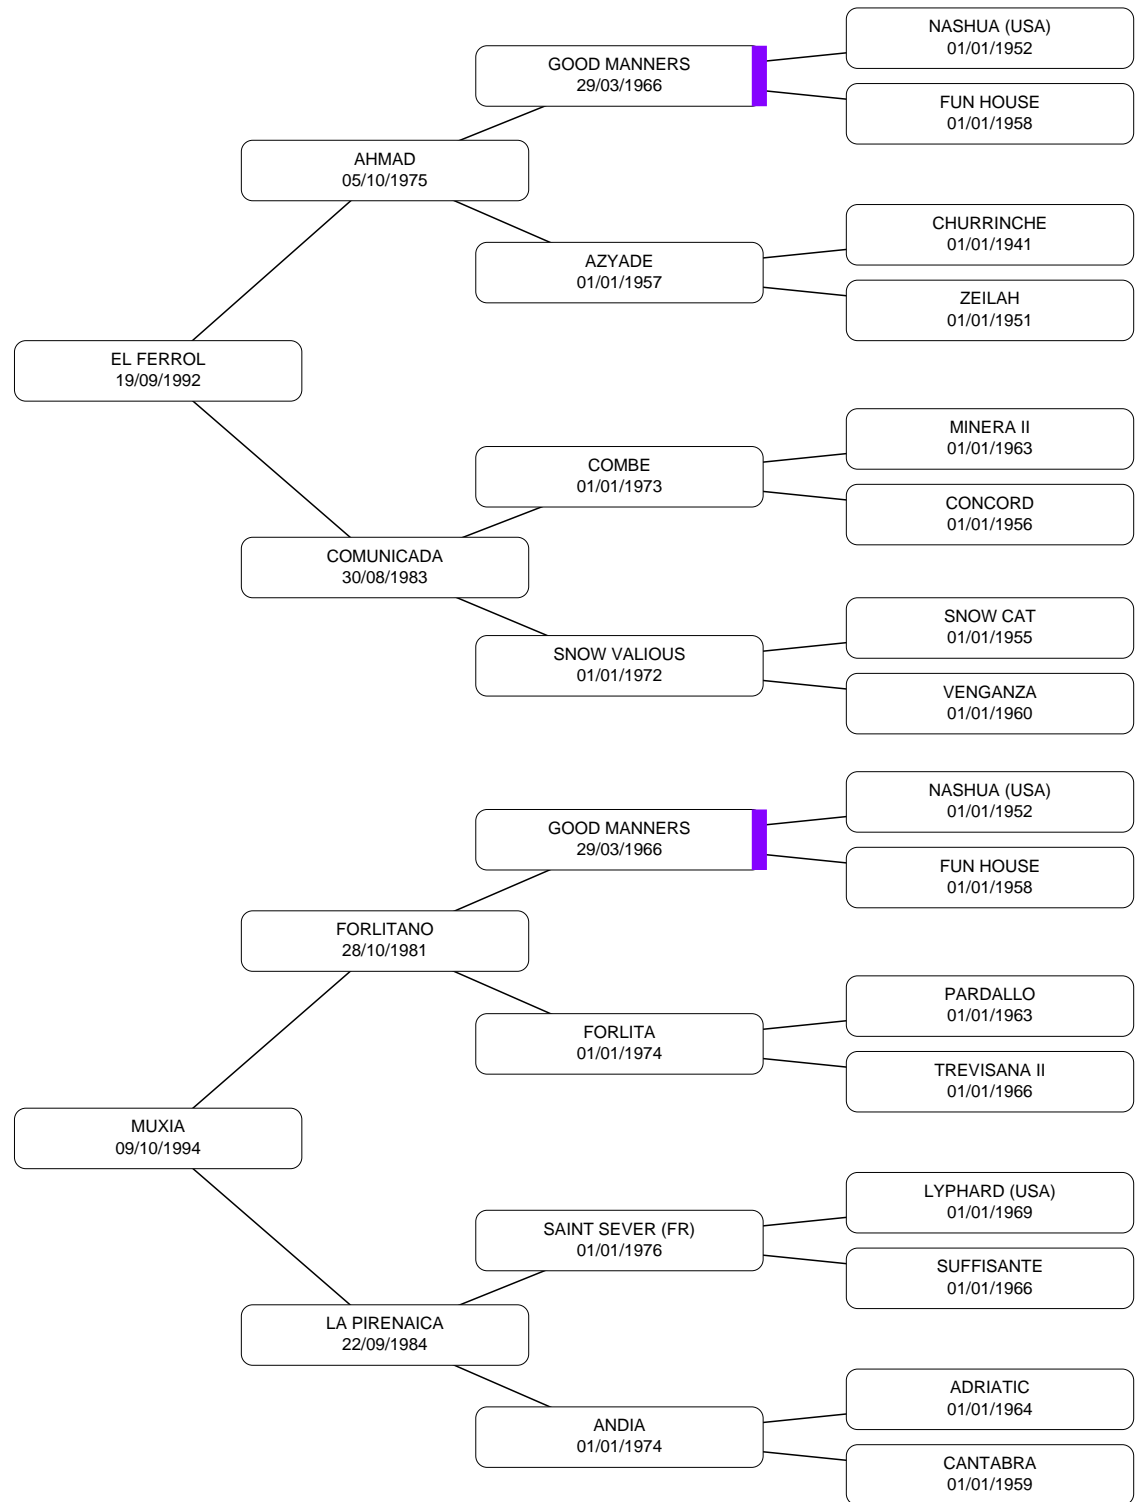 NASHUA (USA)
01/01/1952
GOOD MANNERS
29/03/1966
FUN HOUSE
01/01/1958
AHMAD
05/10/1975
CHURRINCHE
01/01/1941
AZYADE
01/01/1957
ZEILAH
01/01/1951
EL FERROL
19/09/1992
MINERA II
01/01/1963
COMBE
01/01/1973
CONCORD
01/01/1956
COMUNICADA
30/08/1983
SNOW CAT
01/01/1955
SNOW VALIOUS
01/01/1972
VENGANZA
01/01/1960
NASHUA (USA)
01/01/1952
GOOD MANNERS
29/03/1966
FUN HOUSE
01/01/1958
FORLITANO
28/10/1981
PARDALLO
01/01/1963
FORLITA
01/01/1974
TREVISANA II
01/01/1966
MUXIA
09/10/1994
LYPHARD (USA)
01/01/1969
SAINT SEVER (FR)
01/01/1976
SUFFISANTE
01/01/1966
LA PIRENAICA
22/09/1984
ADRIATIC
01/01/1964
ANDIA
01/01/1974
CANTABRA
01/01/1959